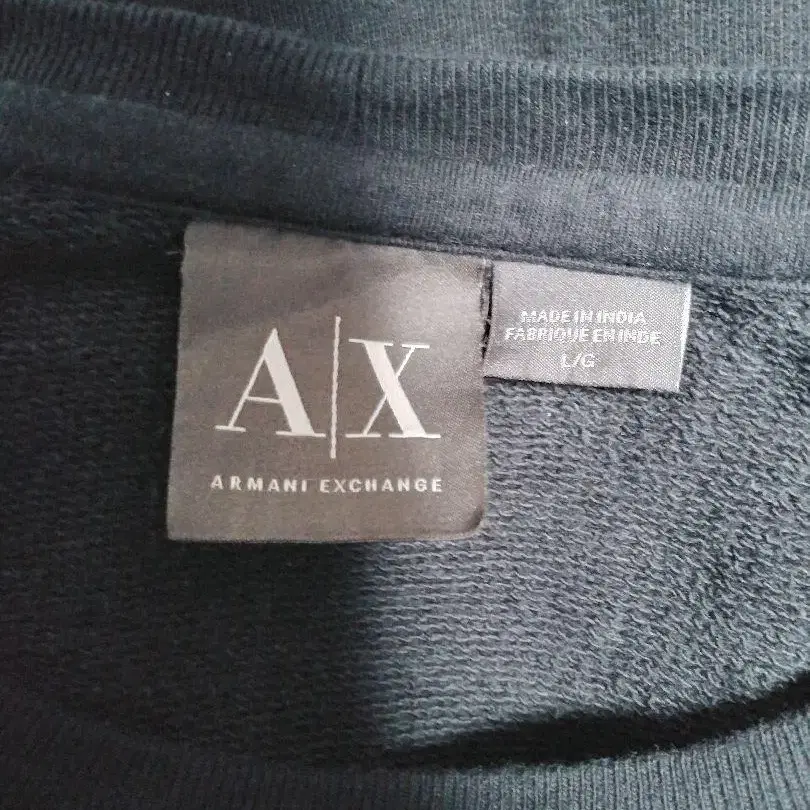 A|X
ARMANI EXCHANGE
MADE IN INDIA
FABRIQUE EN INDE
L/G